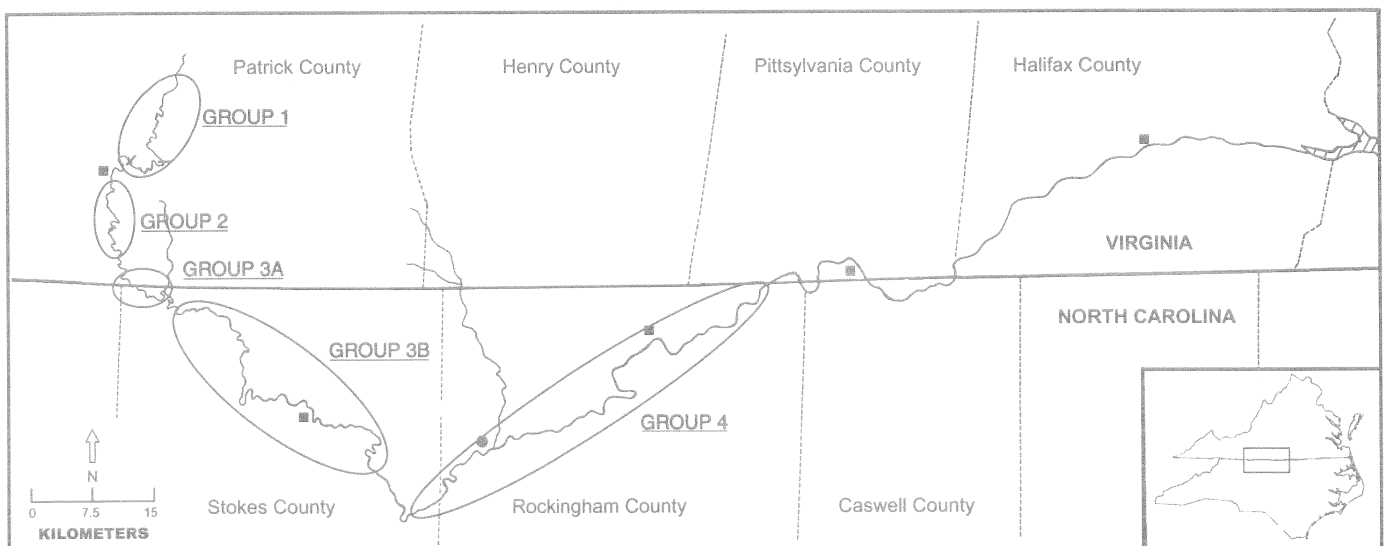 Patrick County
Henry County
Pittsylvania County
Halifax County
GROUP 1
GROUP 2
VIRGINIA
GROUP 3A
NORTH CAROLINA
GROUP 3B
GROUP 4
N
0 7.5 15
KILOMETERS
Stokes County
Rockingham County
Caswell County